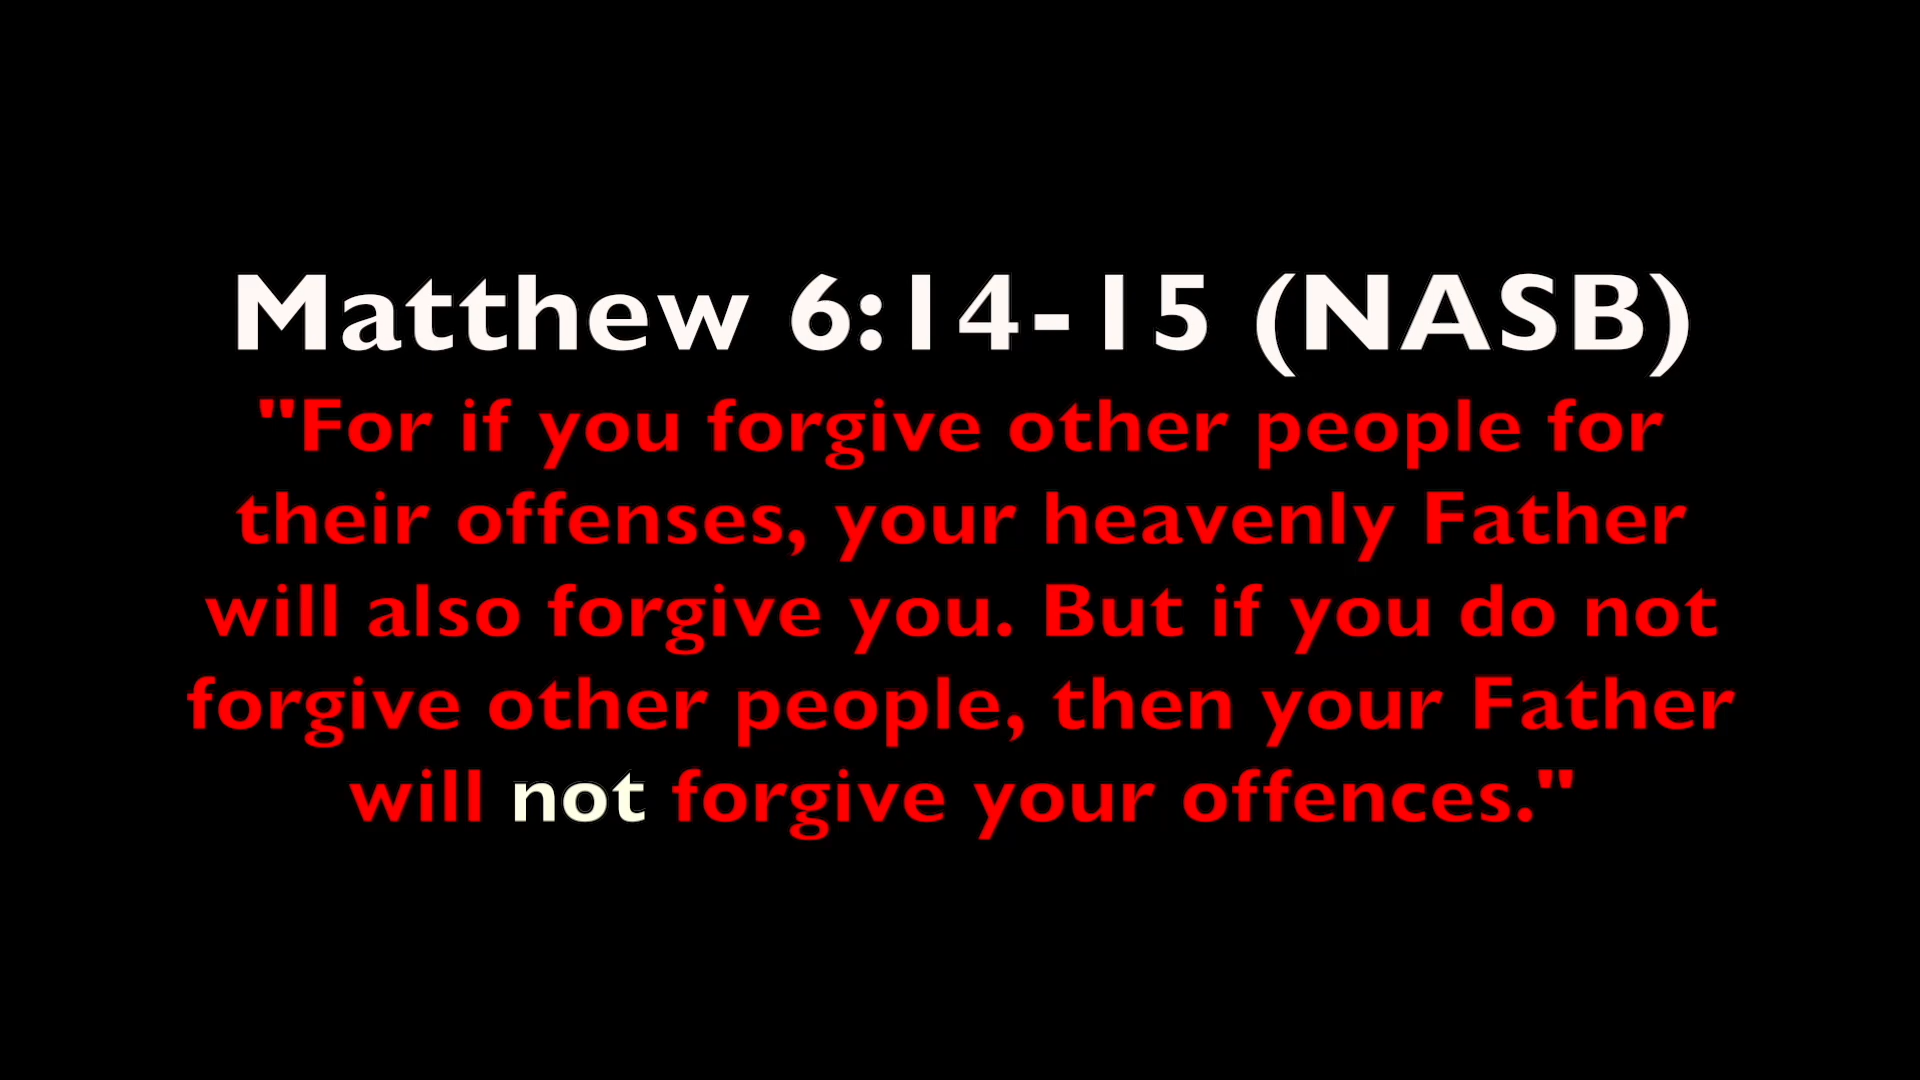 Matthew 6:14-15 (NASB)
"For if you forgive other people for
their offenses, your heavenly Father
will also forgive you. But if you do not
forgive other people, then your Father
will not forgive your offences."